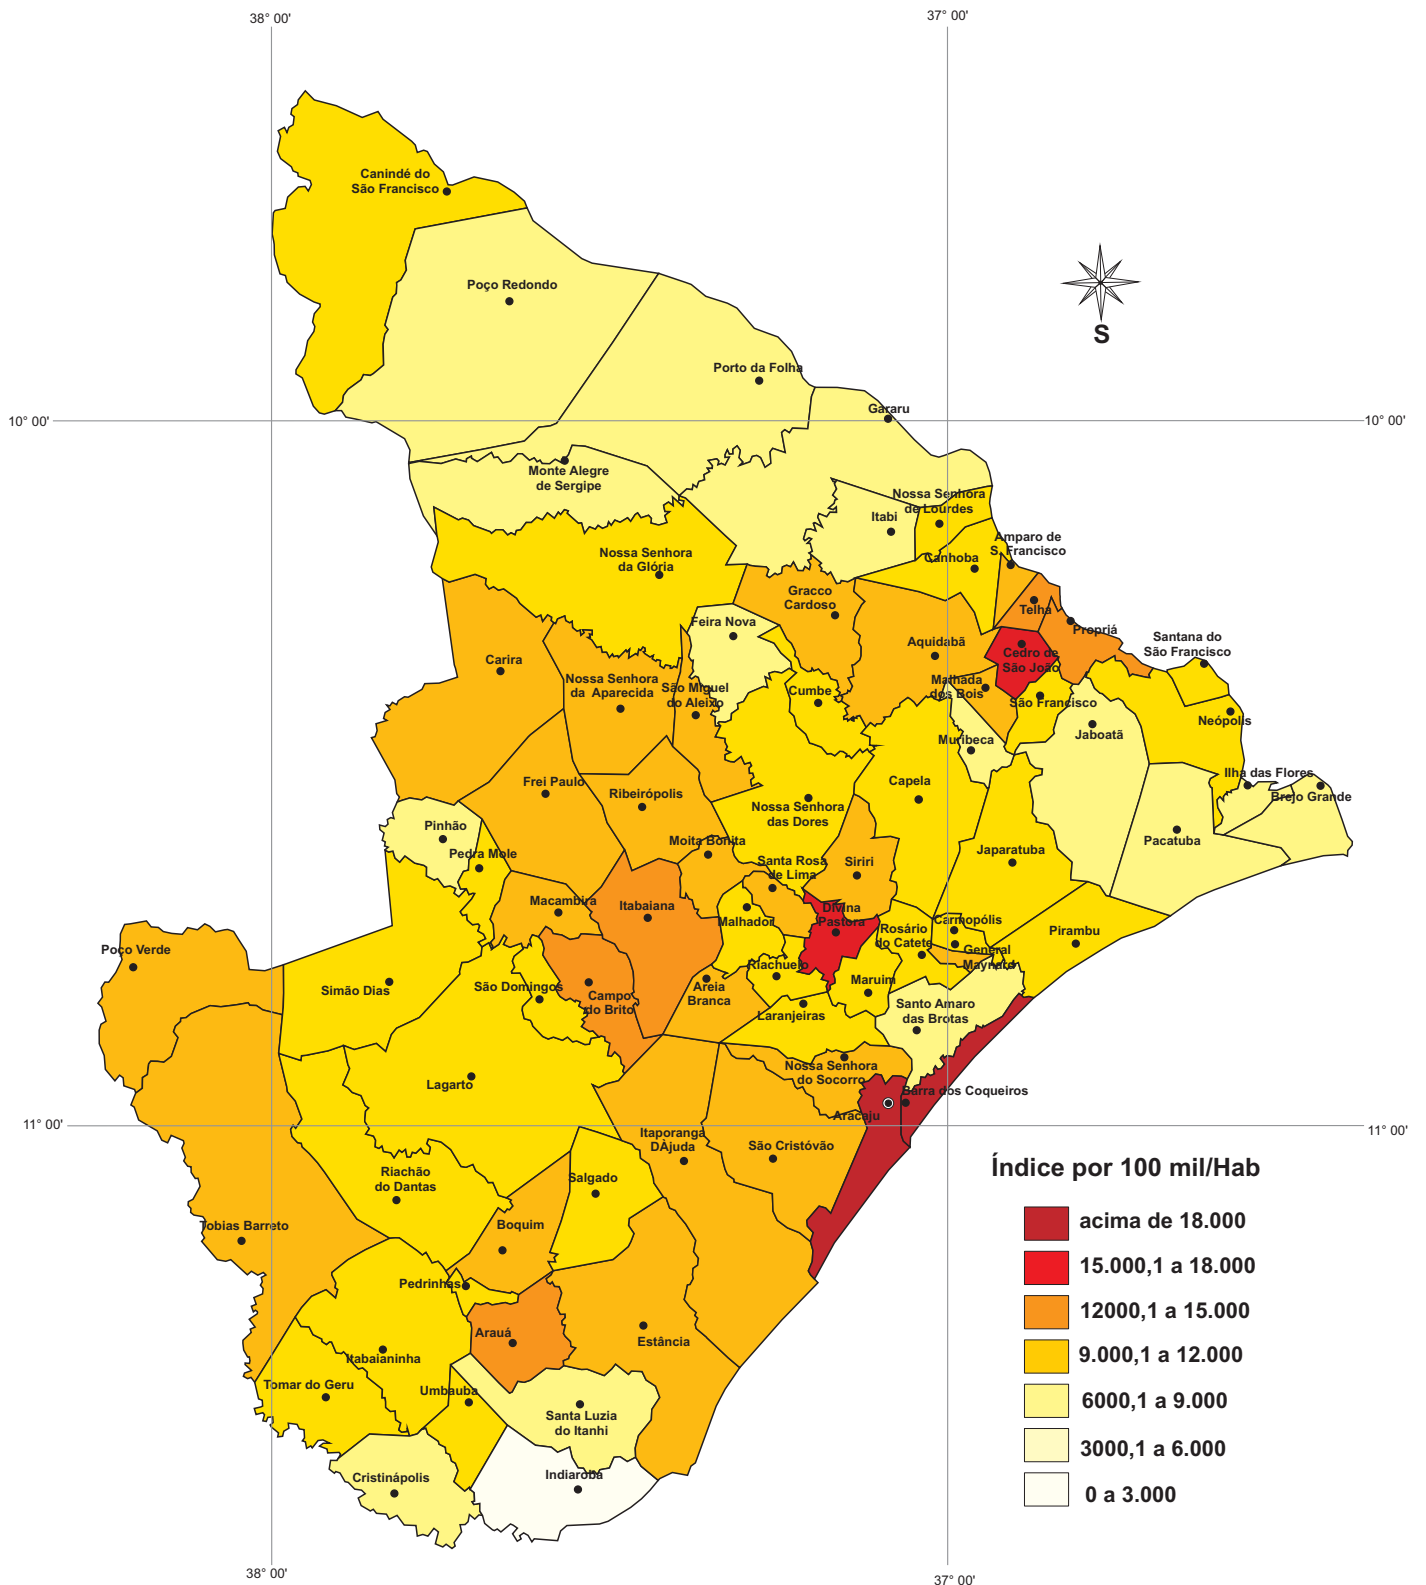 38° 00'
37° 00'
Canindé do
São Francisco
Poço Redondo
S
Porto da Folha
Gararu
10° 00'
10° 00'
Monte Alegre
de Sergipe
Nossa Senhora
de Lourdes
Itabi
Amparo de
S. Francisco
Nossa Senhora
da Glória
Canhoba
Gracco
Cardoso
Telha
Feira Nova
Propriá
Santana do
São Francisco
Aquidabã
Cedro de
São João
Carira
Nossa Senhora
da Aparecida
São Miguel
do Aleixo
Cumbe
Malhada
dos Bois
São Francisco
Neópolis
Jaboatã
Muribeca
Ilha das Flores
Brejo Grande
Frei Paulo
Ribeirópolis
Capela
Nossa Senhora
das Dores
Pinhão
Moita Bonita
Pacatuba
Pedra Mole
Santa Rosa
de Lima
Siriri
Japaratuba
Macambira
Itabaiana
Malhador
Divina
Pastora
Rosário
do Catete
Carmopólis
Pirambu
General
Maynard
Poço Verde
Simão Dias
São Domingos
Campo
do Brito
Areia
Branca
Riachuelo
Maruim
Laranjeiras
Santo Amaro
das Brotas
Lagarto
Nossa Senhora
do Socorro
Barra dos Coqueiros
Aracaju
11° 00'
11° 00'
Itaporanga
DÀjuda
São Cristóvão
Riachão
do Dantas
Salgado
Índice por 100 mil/Hab
Tobias Barreto
Boquim
acima de 18.000
15.000,1 a 18.000
Pedrinhas
12000,1 a 15.000
Arauá
Estância
9.000,1 a 12.000
Itabaianinha
Tomar do Geru
Umbauba
6000,1 a 9.000
Santa Luzia
do Itanhi
3000,1 a 6.000
Cristinápolis
Indiaroba
0 a 3.000
38° 00'
37° 00'